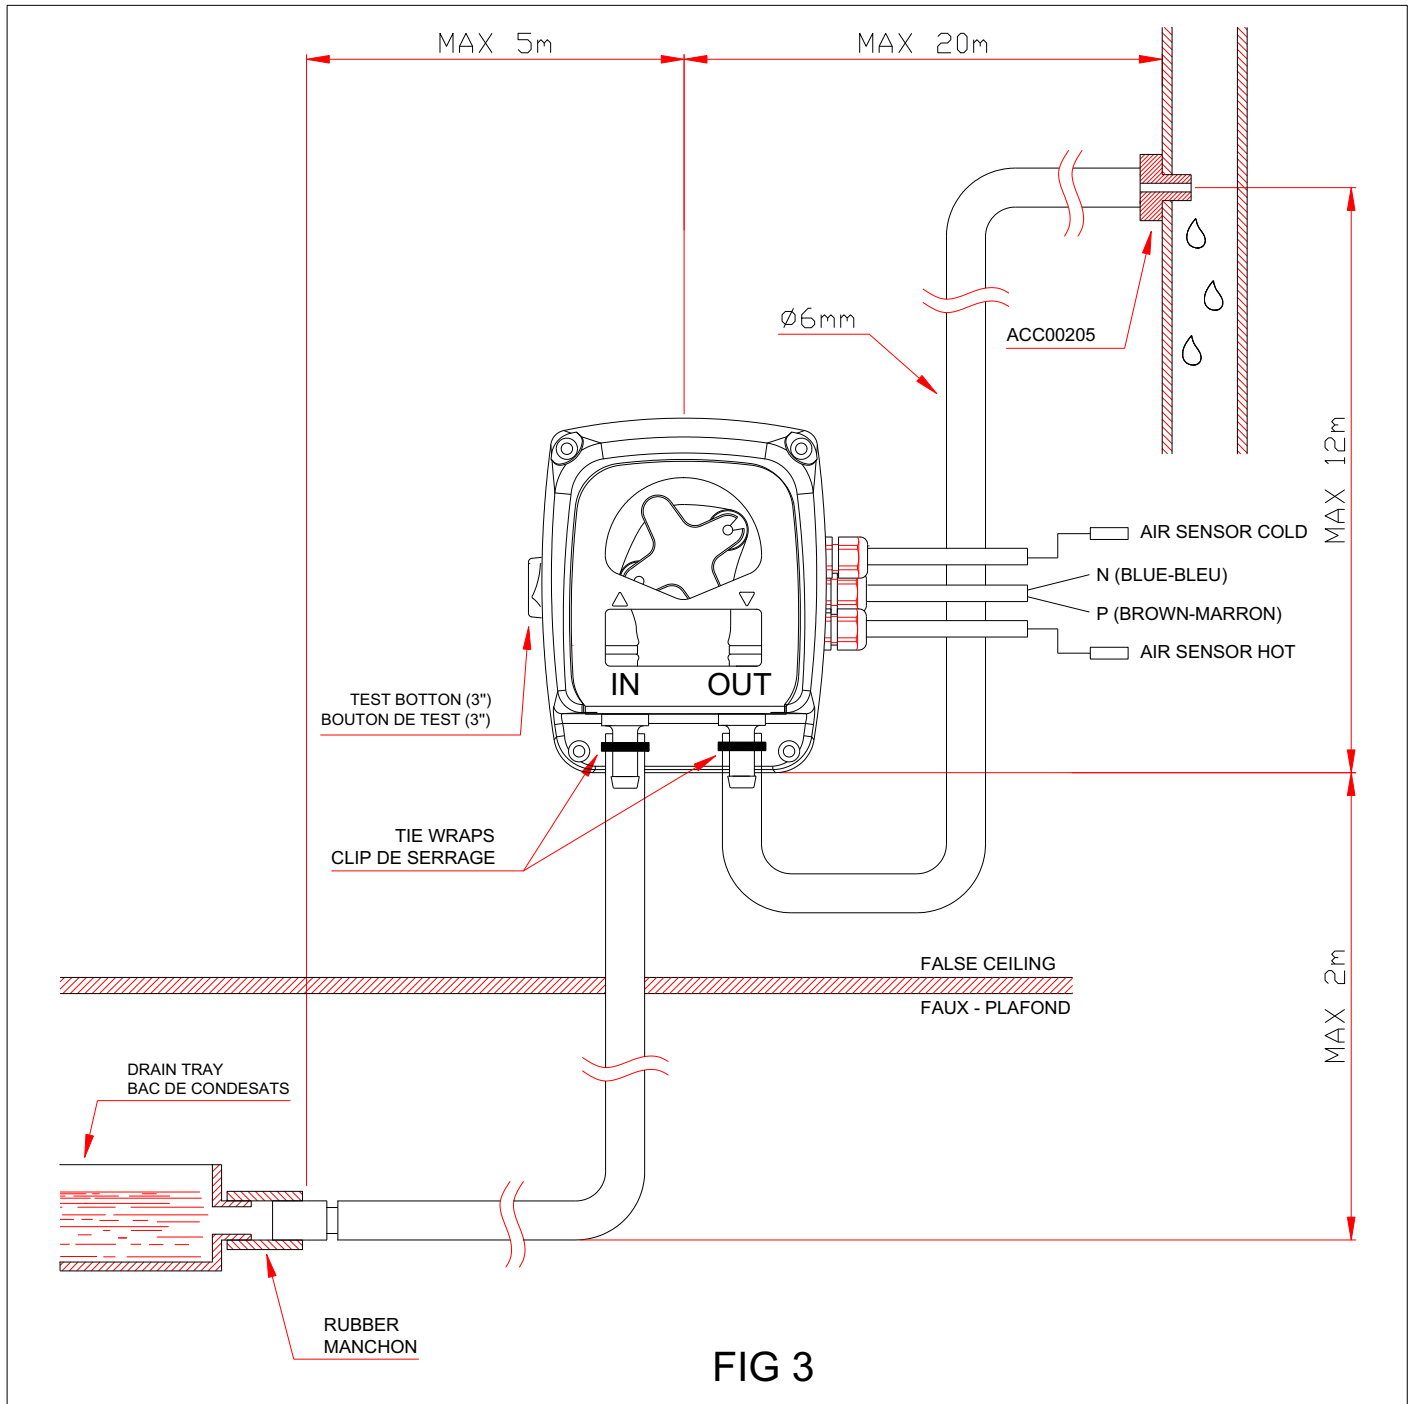 MAX 5m
MAX 20m
Ø6mm
ACC00205
MAX 12m
AIR SENSOR COLD
N (BLUE-BLEU)
P (BROWN-MARRON)
AIR SENSOR HOT
IN
OUT
TEST BOTTON (3")
BOUTON DE TEST (3")
TIE WRAPS
CLIP DE SERRAGE
FALSE CEILING
FAUX - PLAFOND
MAX 2m
DRAIN TRAY
BAC DE CONDESATS
RUBBER
MANCHON
FIG 3